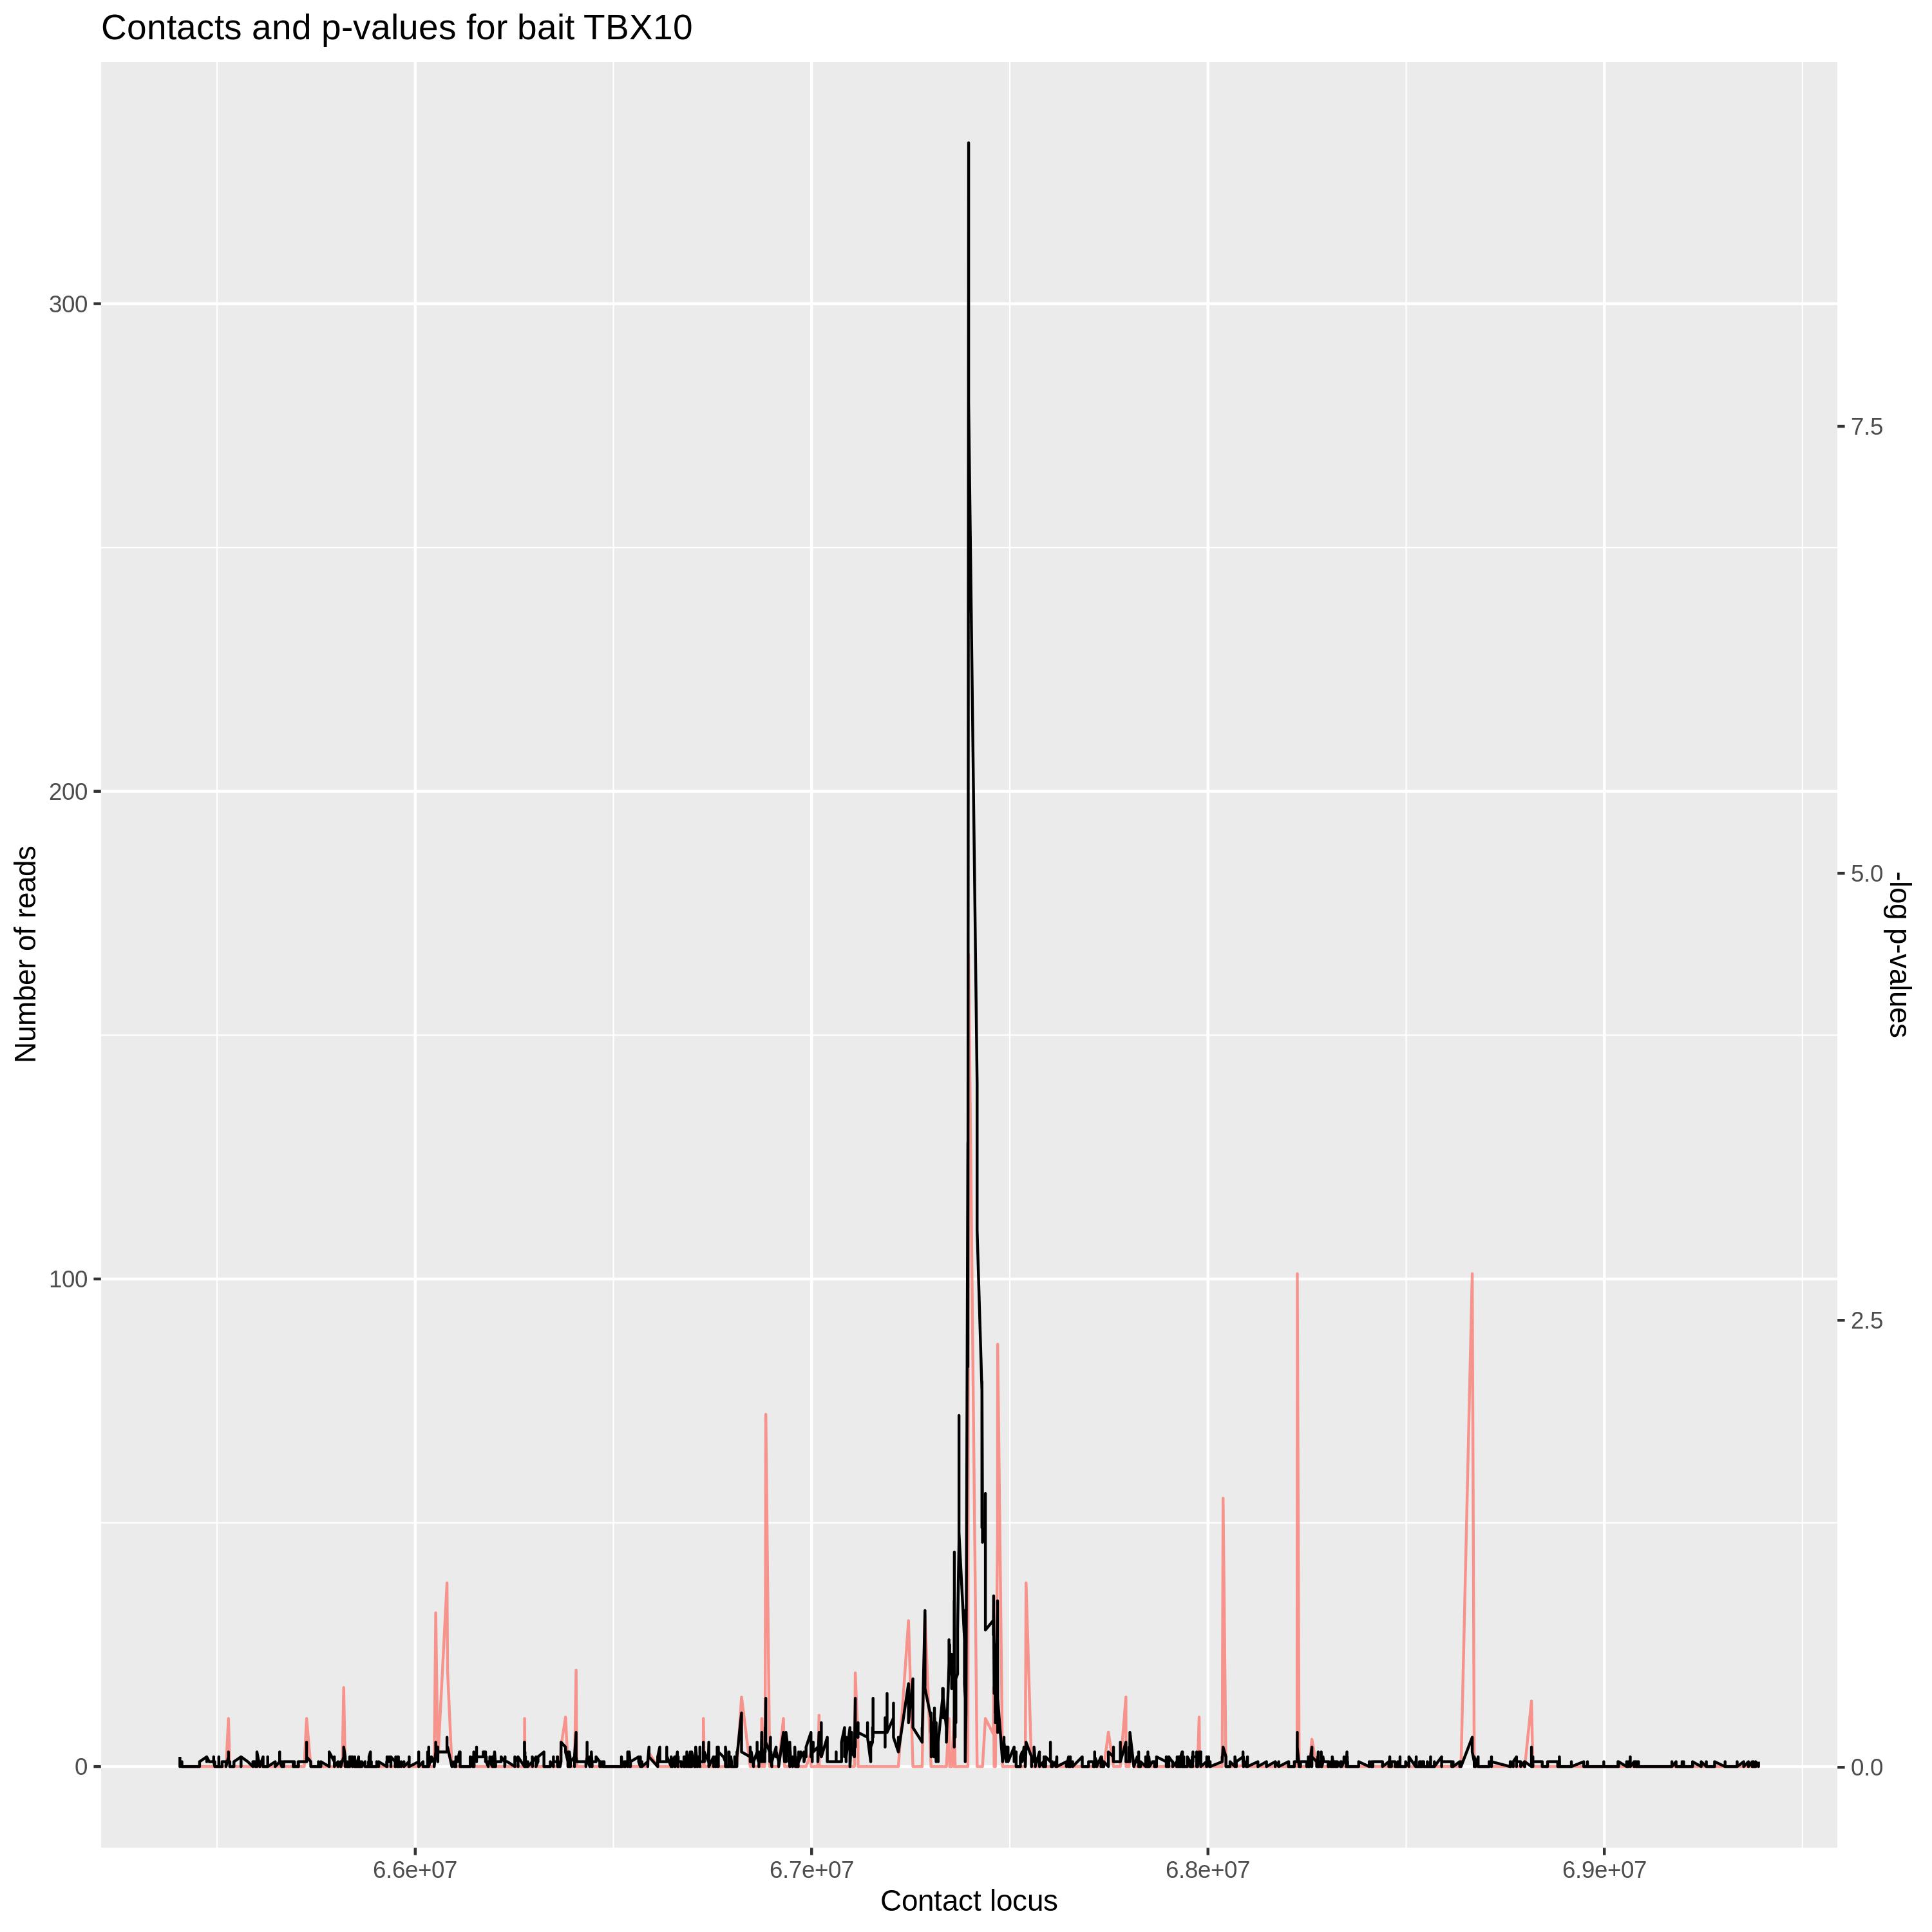 Contacts and p-values for bait TBX10
Number of reads
300
200
100
0
7.5
5.0
2.5
0.0
-log p-values
6.6e+07
6.7e+07
6.8e+07
6.9e+07
Contact locus